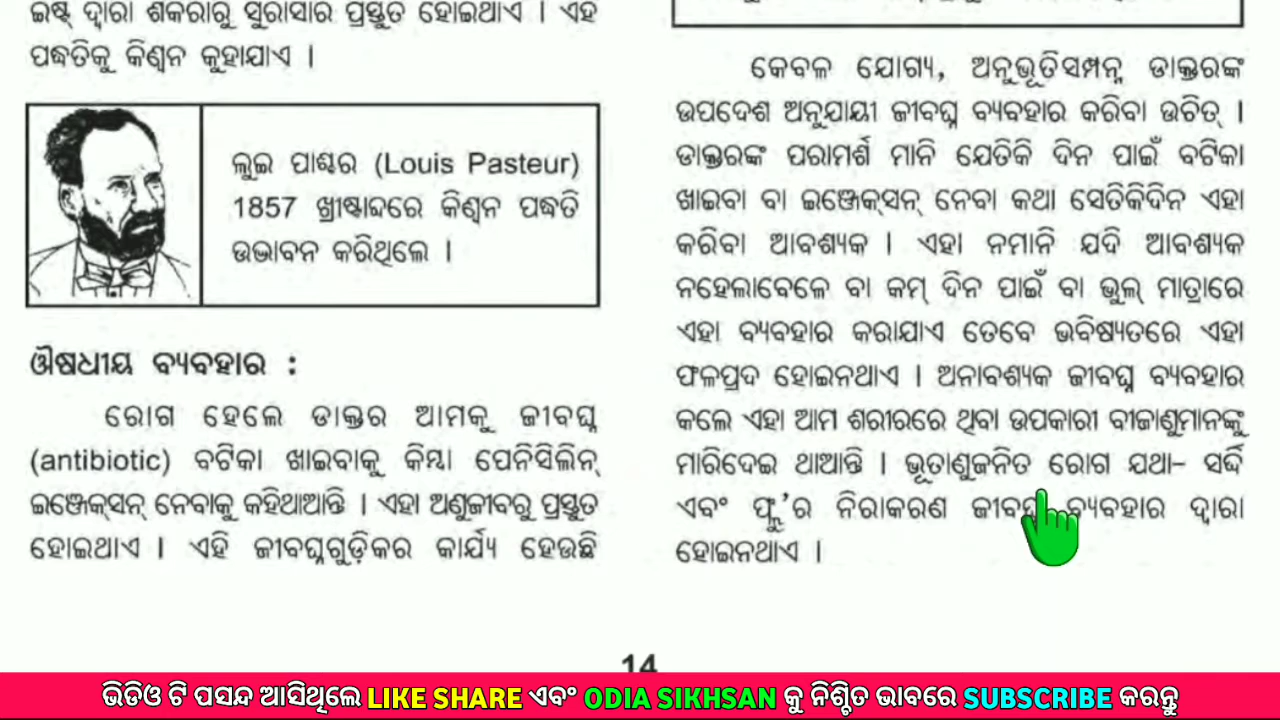 ଇଷ୍ଟ ଦ୍ୱାରା ଶର୍କରାରୁ ସୁରାସାର ପ୍ରସ୍ତୁତ ହୋଇଥାଏ । ଏହି
ପଦ୍ଧତିକୁ କିଣ୍ୱନ କୁହାଯାଏ ।
ଲୁଇ ପାଶ୍ଚର (Louis Pasteur)
1857 ଖ୍ରୀଷ୍ଟାବ୍ଦରେ କିଣ୍ୱନ ପଦ୍ଧତି
ଉଦ୍ଭାବନ କରିଥିଲେ ।
ଔଷଧୀୟ ବ୍ୟବହାର :
ରୋଗ ହେଲେ ଡାକ୍ତର ଆମକୁ ଜୀବଘ୍ନ
(antibiotic) ବଟିକା ଖାଇବାକୁ କିମ୍ବା ପେନିସିଲିନ୍
ଇଞ୍ଜେକ୍‌ସନ୍ ନେବାକୁ କହିଥାଆନ୍ତି । ଏହା ଅଣୁଜୀବରୁ ପ୍ରସ୍ତୁତ
ହୋଇଥାଏ । ଏହି ଜୀବଘ୍ନଗୁଡ଼ିକର କାର୍ଯ୍ୟ ହେଉଛି
କେବଳ ଯୋଗ୍ୟ, ଅନୁଭୂତିସମ୍ପନ୍ନ ଡାକ୍ତରଙ୍କ
ଉପଦେଶ ଅନୁଯାୟୀ ଜୀବଘ୍ନ ବ୍ୟବହାର କରିବା ଉଚିତ୍ ।
ଡାକ୍ତରଙ୍କ ପରାମର୍ଶ ମାନି ଯେତିକି ଦିନ ପାଇଁ ବଟିକା
ଖାଇବା ବା ଇଞ୍ଜେକ୍‌ସନ୍ ନେବା କଥା ସେତିକିଦିନ ଏହା
କରିବା ଆବଶ୍ୟକ । ଏହା ନମାନି ଯଦି ଆବଶ୍ୟକ
ନହେଲାବେଳେ ବା କମ୍ ଦିନ ପାଇଁ ବା ଭୁଲ୍ ମାତ୍ରାରେ
ଏହା ବ୍ୟବହାର କରାଯାଏ ତେବେ ଭବିଷ୍ୟତରେ ଏହା
ଫଳପ୍ରଦ ହୋଇନଥାଏ । ଅନାବଶ୍ୟକ ଜୀବଘ୍ନ ବ୍ୟବହାର
କଲେ ଏହା ଆମ ଶରୀରରେ ଥିବା ଉପକାରୀ ବୀଜାଣୁମାନଙ୍କୁ
ମାରିଦେଇ ଥାଆନ୍ତି । ଭୂତାଣୁଜନିତ ରୋଗ ଯଥା– ସର୍ଦ୍ଦି
ଏବଂ ଫ୍ଲୁ'ର ନିରାକରଣ ଜୀବଘ୍ନ ବ୍ୟବହାର ଦ୍ୱାରା
ହୋଇନଥାଏ ।
14
ଭିଡିଓ ଟି ପସନ୍ଦ ଆସିଥିଲେ LIKE SHARE ଏବଂ ODIA SIKHSAN କୁ ନିଶ୍ଚିତ ଭାବରେ SUBSCRIBE କରନ୍ତୁ